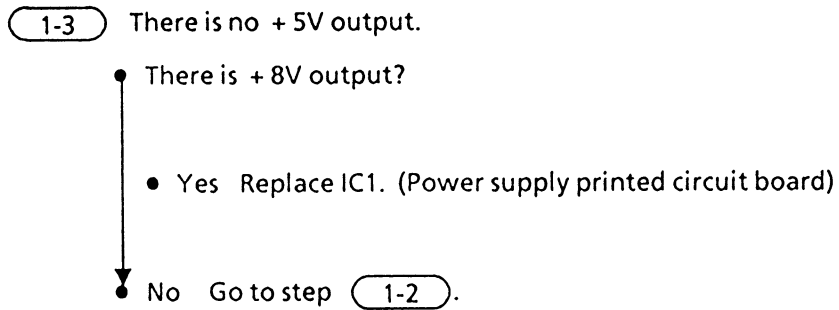 1-3 There is no + 5V output.
There is + 8V output?
Yes Replace IC1. (Power supply printed circuit board)
No Go to step 1-2.